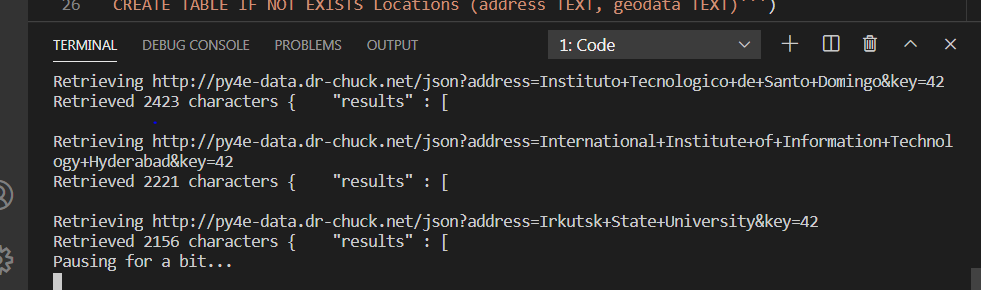 26 CREATE TABLE IF NOT EXISTS Locations (address TEXT, geodata TEXT)''')
TERMINAL DEBUG CONSOLE PROBLEMS OUTPUT 1: Code
Retrieving http://py4e-data.dr-chuck.net/json?address=Instituto+Tecnologico+de+Santo+Domingo&key=42
Retrieved 2423 characters {    "results" : [
Retrieving http://py4e-data.dr-chuck.net/json?address=International+Institute+of+Information+Technol
ogy+Hyderabad&key=42
Retrieved 2221 characters {    "results" : [
Retrieving http://py4e-data.dr-chuck.net/json?address=Irkutsk+State+University&key=42
Retrieved 2156 characters {    "results" : [
Pausing for a bit...